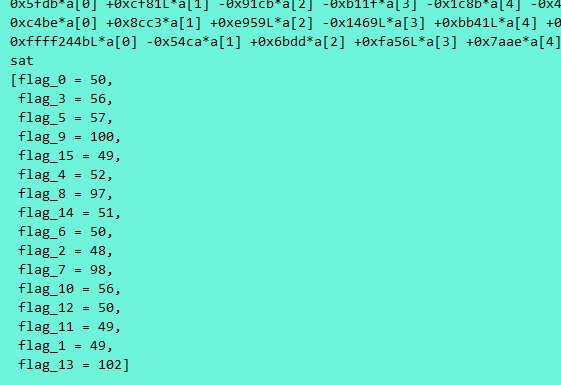 0x5fdb*a[0] +0xcf81L*a[1] -0x91cb*a[2] -0xb11f*a[3] -0x1c8b*a[4] -0x4
0xc4be*a[0] +0x8cc3*a[1] +0xe959L*a[2] -0x1469L*a[3] +0xbb41L*a[4] +0
0xffff244bL*a[0] -0x54ca*a[1] +0x6bdd*a[2] +0xfa56L*a[3] +0x7aae*a[4]
sat
[flag_0 = 50,
 flag_3 = 56,
 flag_5 = 57,
 flag_9 = 100,
 flag_15 = 49,
 flag_4 = 52,
 flag_8 = 97,
 flag_14 = 51,
 flag_6 = 50,
 flag_2 = 48,
 flag_7 = 98,
 flag_10 = 56,
 flag_12 = 50,
 flag_11 = 49,
 flag_1 = 49,
 flag_13 = 102]